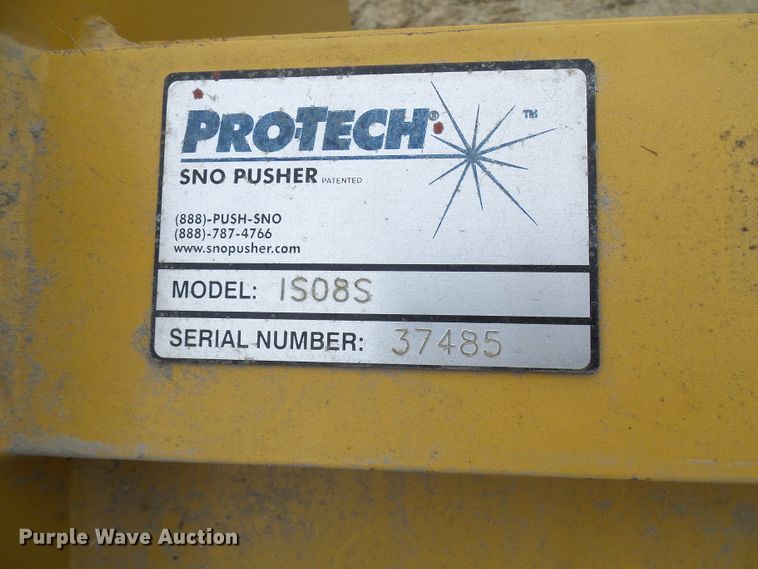 PRO-TECH® ™
SNO PUSHER PATENTED
(888)-PUSH-SNO
(888)-787-4766
www.snopusher.com
MODEL: IS08S
SERIAL NUMBER: 37485
Purple Wave Auction®